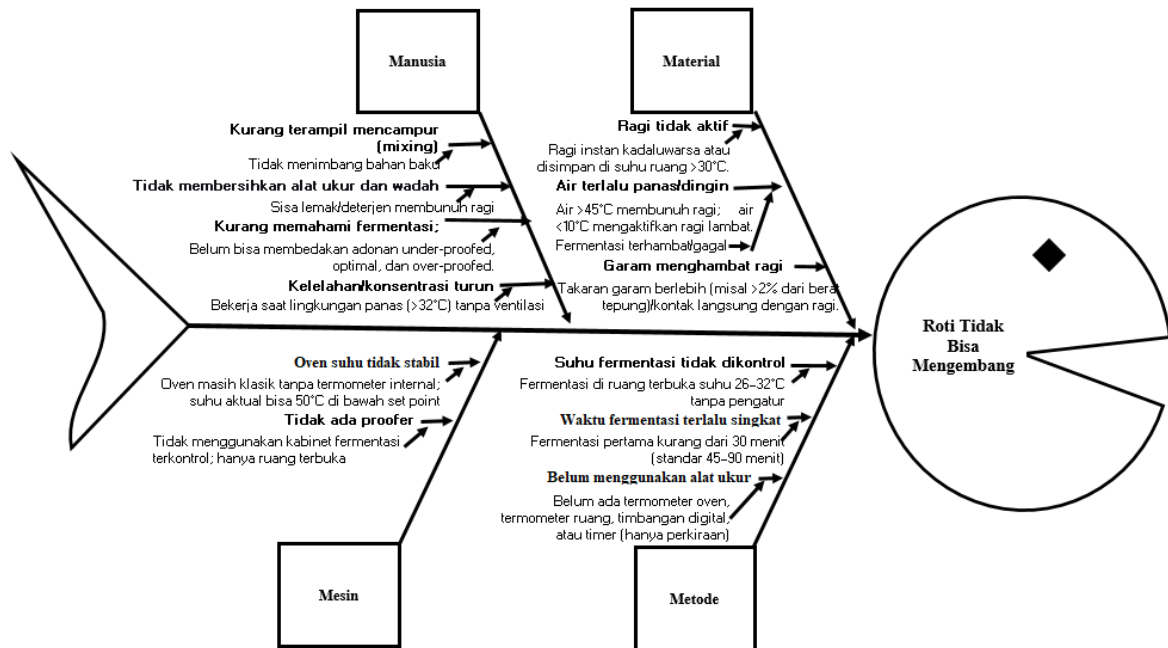 Manusia
Material
Kurang terampil mencampur
(mixing)
Tidak menimbang bahan baku
Tidak membersihkan alat ukur dan wadah
Sisa lemak/deterjen membunuh ragi
Kurang memahami fermentasi;
Belum bisa membedakan adonan under-proofed,
optimal, dan over-proofed.
Kelelahan/konsentrasi turun
Bekerja saat lingkungan panas (>32°C) tanpa ventilasi
Ragi tidak aktif
Ragi instan kadaluwarsa atau
disimpan di suhu ruang >30°C.
Air terlalu panas/dingin
Air >45°C membunuh ragi; air
<10°C mengaktifkan ragi lambat.
Fermentasi terhambat/gagal
Garam menghambat ragi
Takaran garam berlebih (misal >2% dari berat
tepung)/kontak langsung dengan ragi.
Roti Tidak
Bisa
Mengembang
Oven suhu tidak stabil
Oven masih klasik tanpa termometer internal;
suhu aktual bisa 50°C di bawah set point
Tidak ada proofer
Tidak menggunakan kabinet fermentasi
terkontrol; hanya ruang terbuka
Suhu fermentasi tidak dikontrol
Fermentasi di ruang terbuka suhu 26–32°C
tanpa pengatur
Waktu fermentasi terlalu singkat
Fermentasi pertama kurang dari 30 menit
(standar 45–90 menit)
Belum menggunakan alat ukur
Belum ada termometer oven,
termometer ruang, timbangan digital,
atau timer (hanya perkiraan)
Mesin
Metode